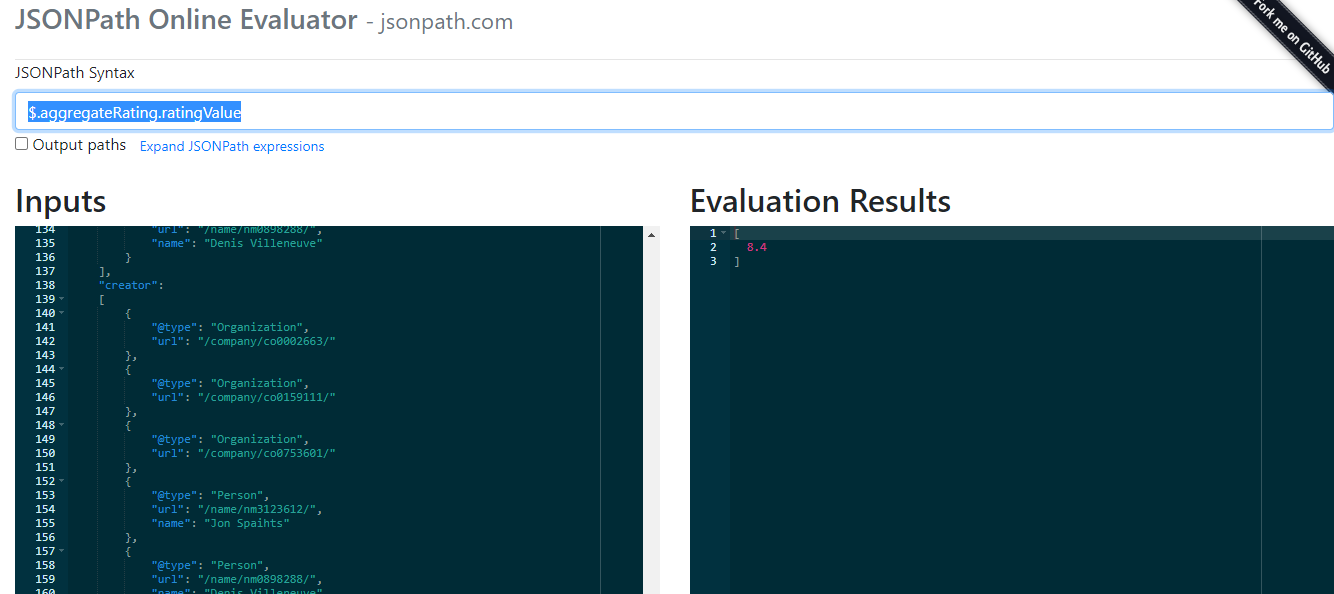 JSONPath Online Evaluator - jsonpath.com
Fork me on GitHub
JSONPath Syntax
$.aggregateRating.ratingValue
Output paths Expand JSONPath expressions
Inputs
134 "url": "/name/nm0898288/",
135 "name": "Denis Villeneuve"
136 }
137 ],
138 "creator":
139 [
140 {
141 "@type": "Organization",
142 "url": "/company/co0002663/"
143 },
144 {
145 "@type": "Organization",
146 "url": "/company/co0159111/"
147 },
148 {
149 "@type": "Organization",
150 "url": "/company/co0753601/"
151 },
152 {
153 "@type": "Person",
154 "url": "/name/nm3123612/",
155 "name": "Jon Spaihts"
156 },
157 {
158 "@type": "Person",
159 "url": "/name/nm0898288/",
160 "name": "Denis Villeneuve"
Evaluation Results
1 [
2 8.4
3 ]